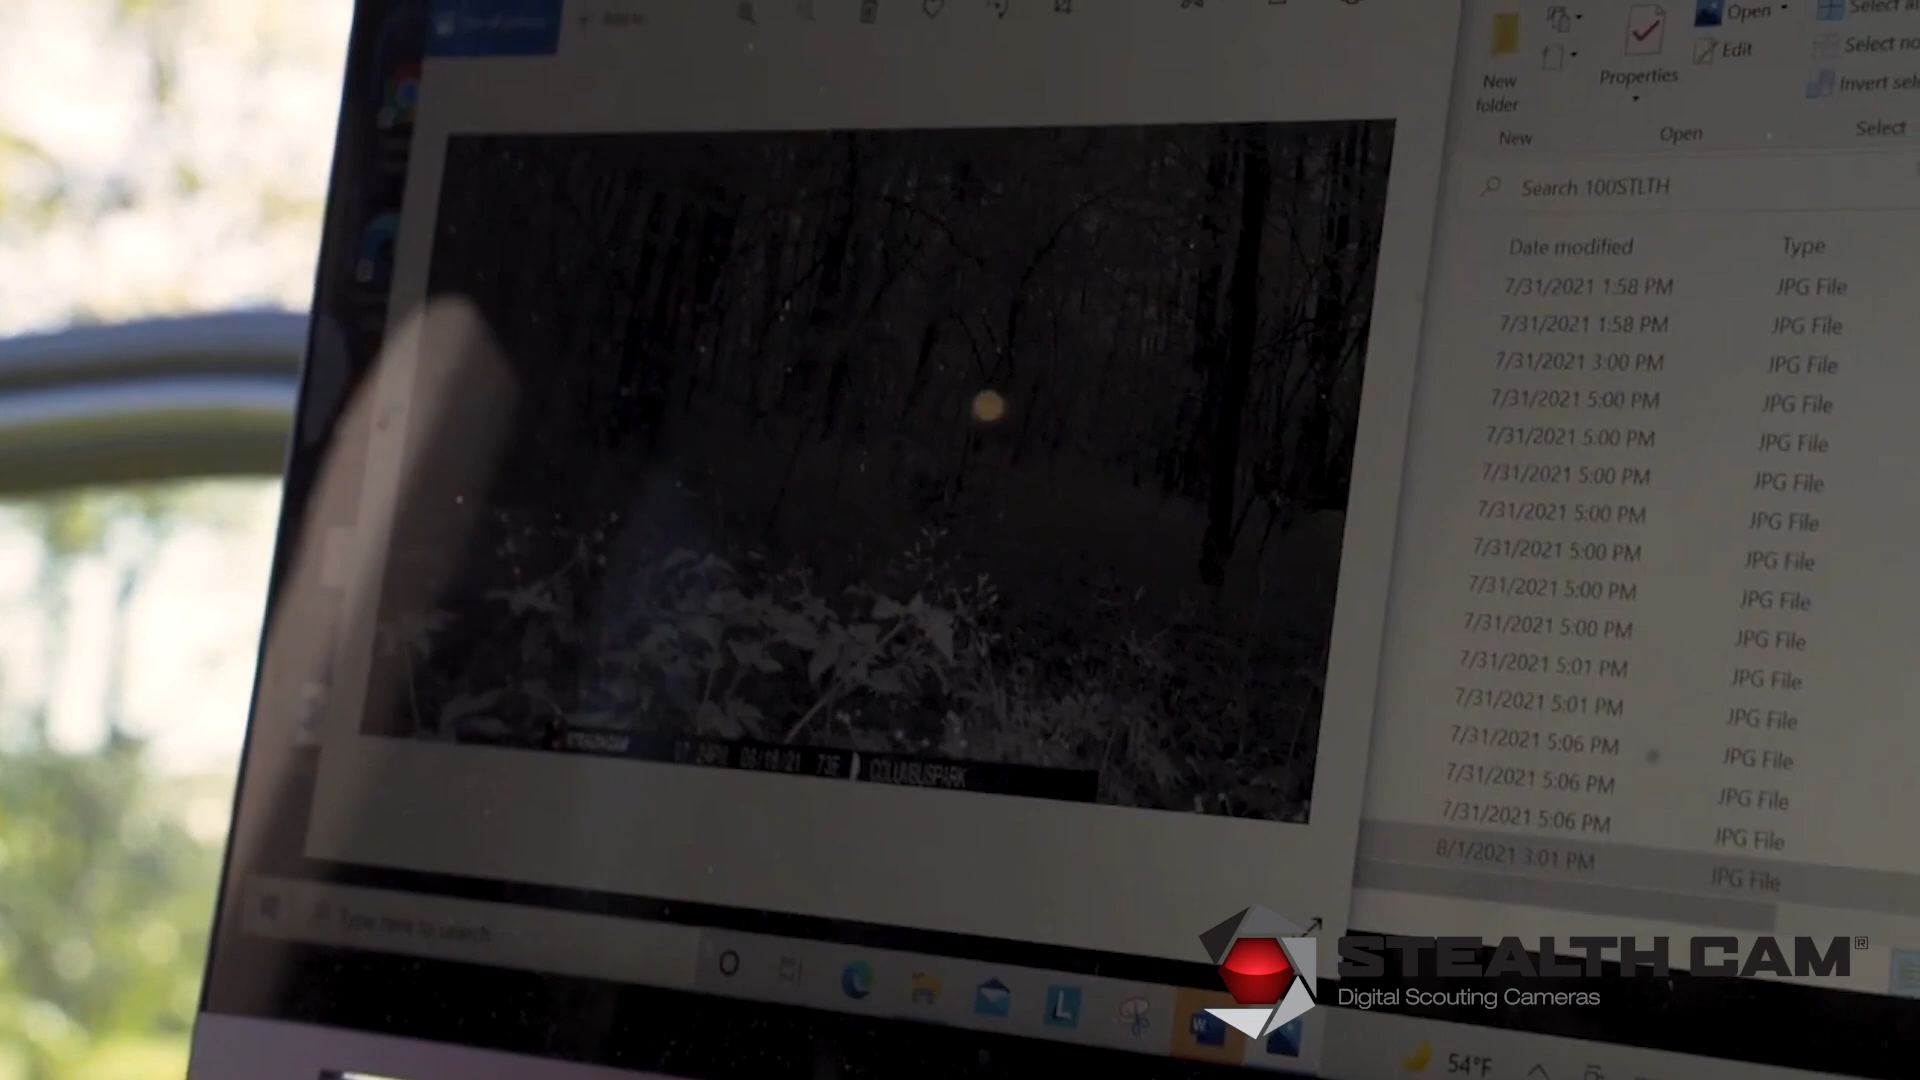 Add to
New
folder
New
Properties
Open
Edit
Open
Select
Select no
Invert sele
Select
Search 100STLTH
Date modified Type
7/31/2021 1:58 PM JPG File
7/31/2021 1:58 PM JPG File
7/31/2021 3:00 PM JPG File
7/31/2021 5:00 PM JPG File
7/31/2021 5:00 PM JPG File
7/31/2021 5:00 PM JPG File
7/31/2021 5:00 PM JPG File
7/31/2021 5:00 PM JPG File
7/31/2021 5:00 PM JPG File
7/31/2021 5:00 PM JPG File
7/31/2021 5:01 PM JPG File
7/31/2021 5:01 PM JPG File
7/31/2021 5:06 PM JPG File
7/31/2021 5:06 PM JPG File
7/31/2021 5:06 PM JPG File
8/1/2021 3:01 PM JPG File
73F COLUMBUSPARK
Type here to search
L
W
54°F
STEALTH CAM®
Digital Scouting Cameras